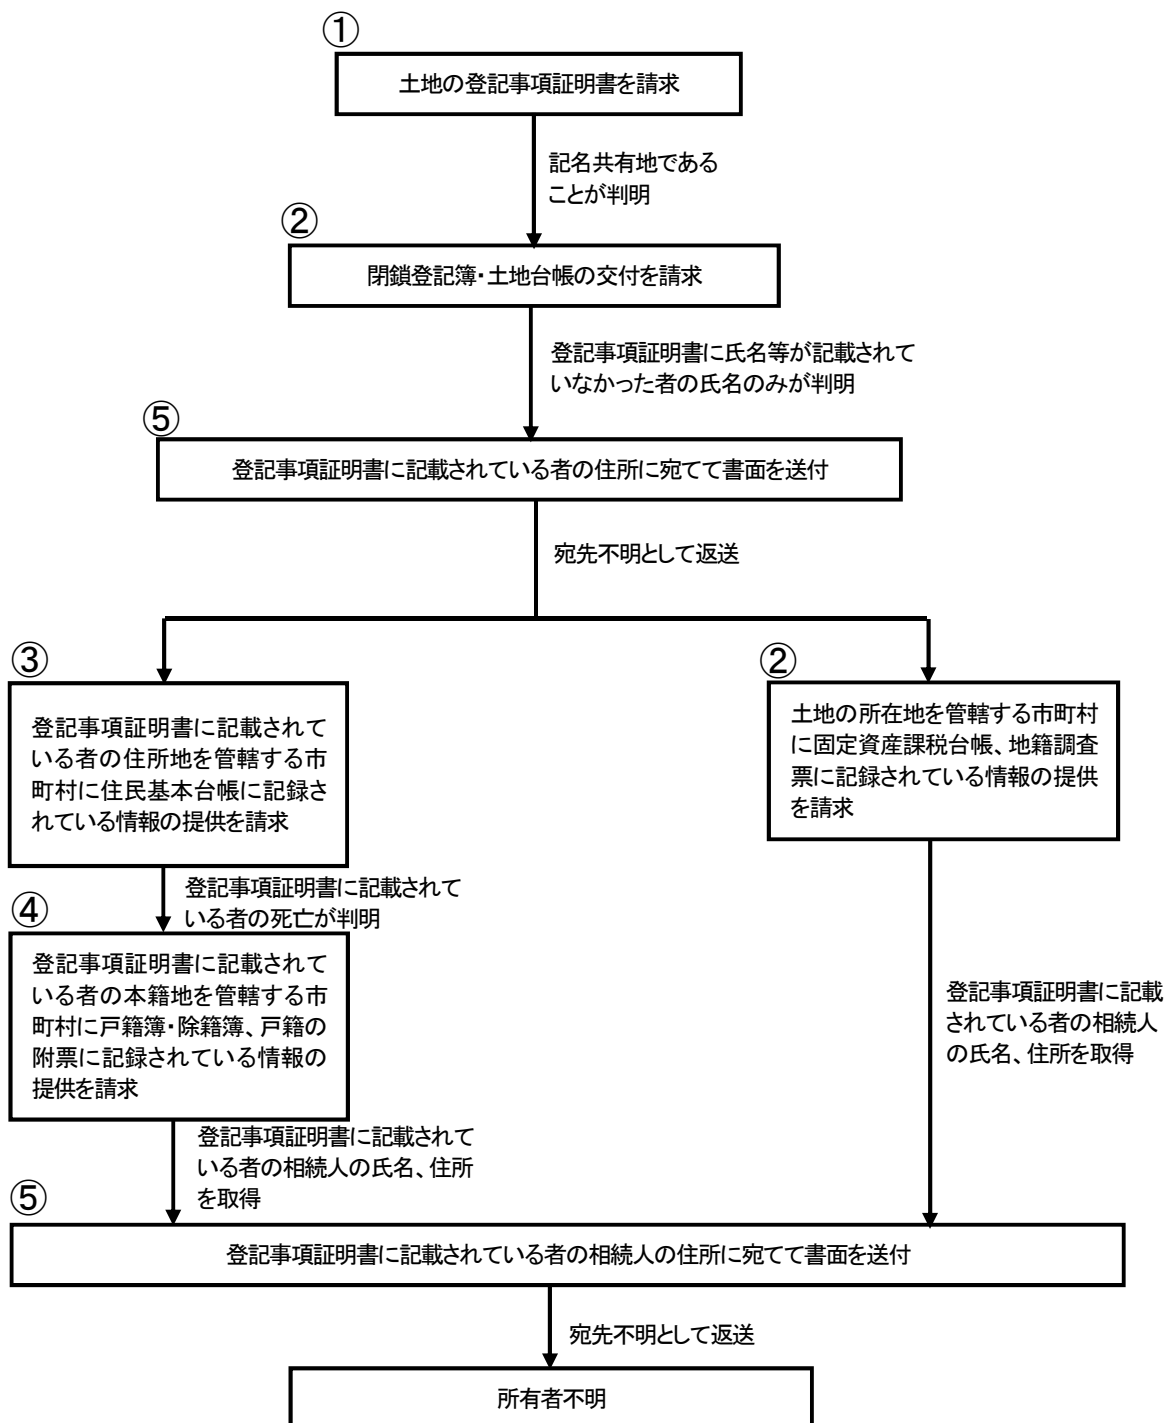 ①
土地の登記事項証明書を請求
記名共有地である
ことが判明
②
閉鎖登記簿・土地台帳の交付を請求
登記事項証明書に氏名等が記載されて
いなかった者の氏名のみが判明
⑤
登記事項証明書に記載されている者の住所に宛てて書面を送付
宛先不明として返送
③
登記事項証明書に記載されて
いる者の住所地を管轄する市
町村に住民基本台帳に記録さ
れている情報の提供を請求
②
土地の所在地を管轄する市町村
に固定資産課税台帳、地籍調査
票に記録されている情報の提供
を請求
登記事項証明書に記載されて
いる者の死亡が判明
④
登記事項証明書に記載されて
いる者の本籍地を管轄する市
町村に戸籍簿・除籍簿、戸籍の
附票に記録されている情報の
提供を請求
登記事項証明書に記載
されている者の相続人
の氏名、住所を取得
登記事項証明書に記載されて
いる者の相続人の氏名、住所
を取得
⑤
登記事項証明書に記載されている者の相続人の住所に宛てて書面を送付
宛先不明として返送
所有者不明